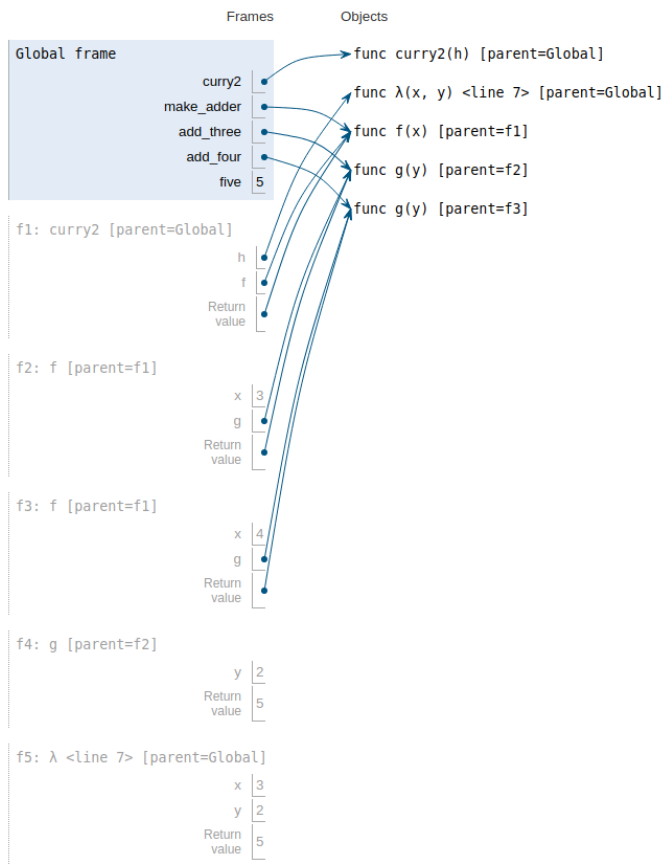 Frames Objects
Global frame
curry2
make_adder
add_three
add_four
five 5
func curry2(h) [parent=Global]
func λ(x, y) <line 7> [parent=Global]
func f(x) [parent=f1]
func g(y) [parent=f2]
func g(y) [parent=f3]
f1: curry2 [parent=Global]
h
f
Return
value
f2: f [parent=f1]
x 3
g
Return
value
f3: f [parent=f1]
x 4
g
Return
value
f4: g [parent=f2]
y 2
Return
value 5
f5: λ <line 7> [parent=Global]
x 3
y 2
Return
value 5